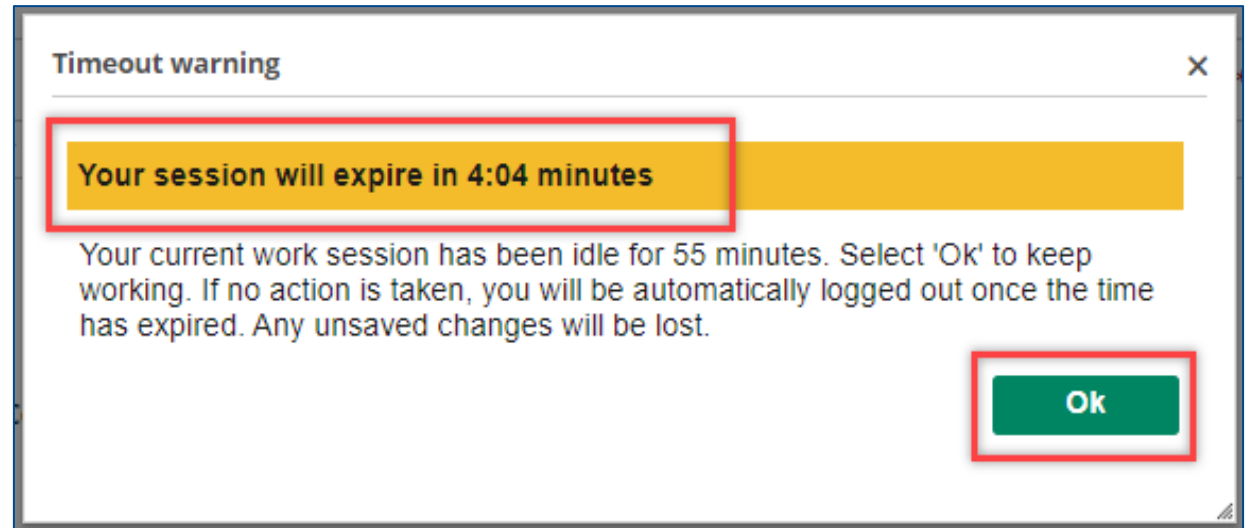 Timeout warning
Your session will expire in 4:04 minutes
Your current work session has been idle for 55 minutes. Select 'Ok' to keep
working. If no action is taken, you will be automatically logged out once the time
has expired. Any unsaved changes will be lost.
Ok